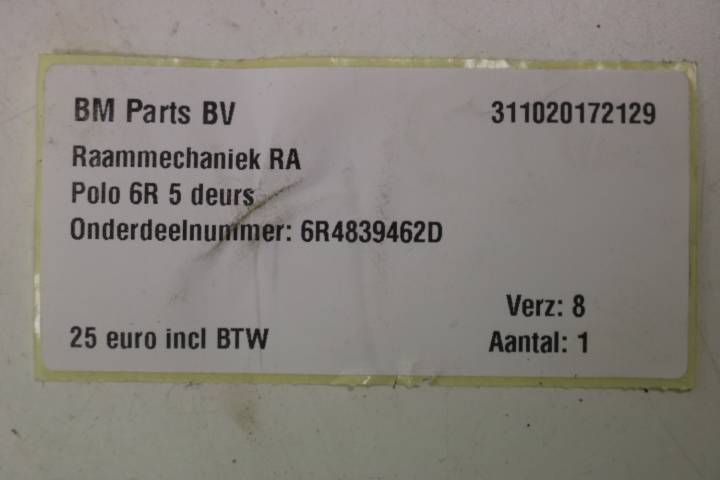 BM Parts BV 311020172129
Raammechaniek RA
Polo 6R 5 deurs
Onderdeelnummer: 6R4839462D
Verz: 8
25 euro incl BTW Aantal: 1